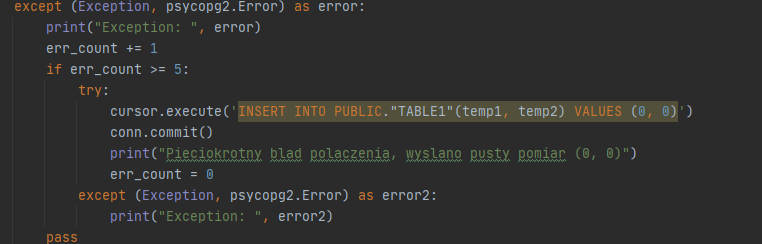 except (Exception, psycopg2.Error) as error:
    print("Exception: ", error)
    err_count += 1
    if err_count >= 5:
        try:
            cursor.execute('INSERT INTO PUBLIC."TABLE1"(temp1, temp2) VALUES (0, 0)')
            conn.commit()
            print("Pieciokrotny blad polaczenia, wyslano pusty pomiar (0, 0)")
            err_count = 0
        except (Exception, psycopg2.Error) as error2:
            print("Exception: ", error2)
    pass